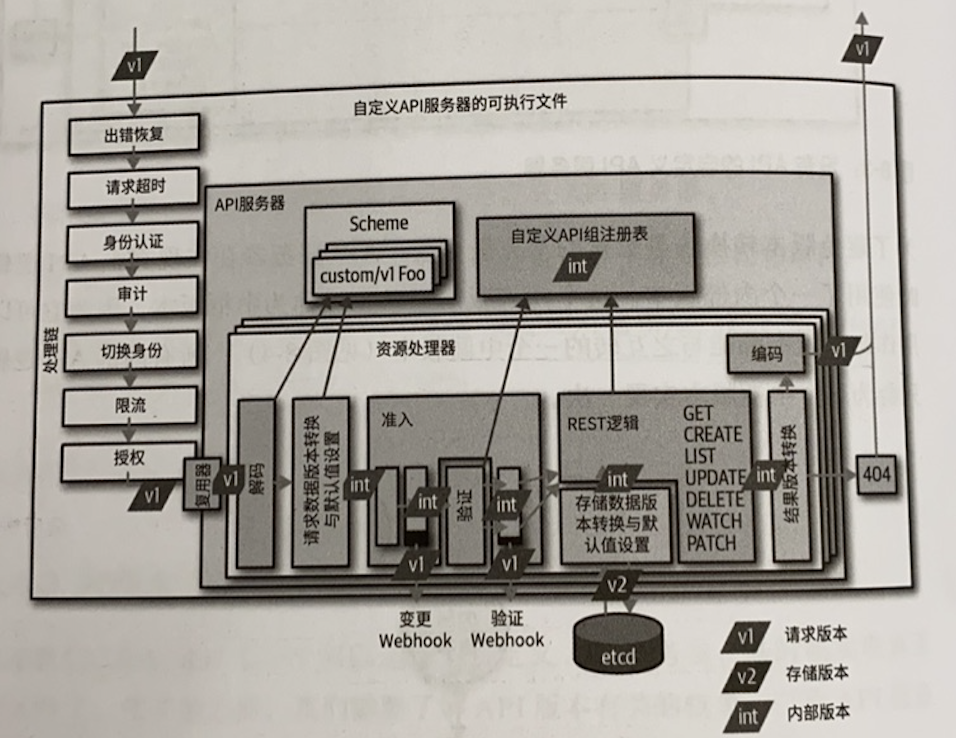 v1
v1
自定义API服务器的可执行文件
处理链
出错恢复
请求超时
身份认证
审计
切换身份
限流
授权
v1
API服务器
Scheme
custom/v1 Foo
自定义API组注册表
int
资源处理器
复用器
v1
解码
请求数据版本转换
与默认值设置
int
准入
int
验证
int
v1
v1
变更
Webhook
验证
Webhook
REST逻辑
int
存储数据版
本转换与默
认值设置
GET
CREATE
LIST
UPDATE
DELETE
WATCH
PATCH
int
结果版本转换
编码
v1
404
v2
etcd
v1 请求版本
v2 存储版本
int 内部版本